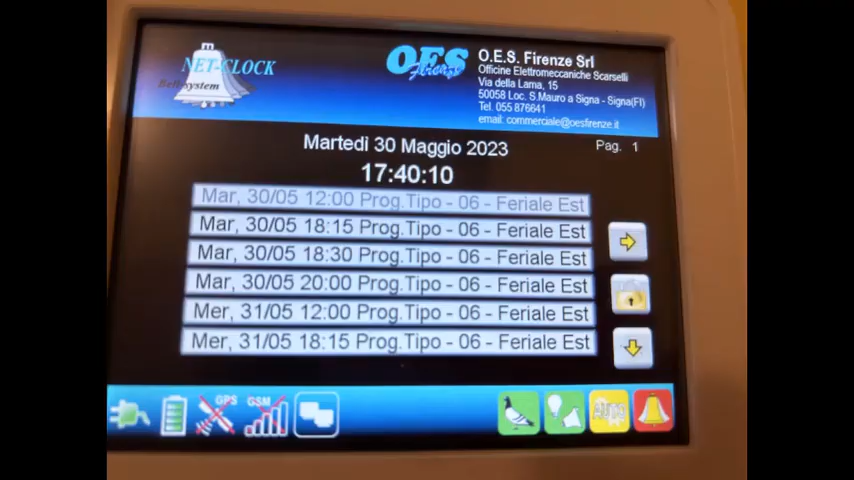 NET-CLOCK
Bell system
OES
Firenze
O.E.S. Firenze Srl
Officine Elettromeccaniche Scarselli
Via della Lama, 15
50058 Loc. S.Mauro a Signa - Signa(FI)
Tel. 055 876641
email: commerciale@oesfirenze.it
Martedì 30 Maggio 2023
Pag. 1
17:40:10
Mar, 30/05 12:00 Prog.Tipo - 06 - Feriale Est
Mar, 30/05 18:15 Prog.Tipo - 06 - Feriale Est
Mar, 30/05 18:30 Prog.Tipo - 06 - Feriale Est
Mar, 30/05 20:00 Prog.Tipo - 06 - Feriale Est
Mer, 31/05 12:00 Prog.Tipo - 06 - Feriale Est
Mer, 31/05 18:15 Prog.Tipo - 06 - Feriale Est
GPS
GSM
Auto